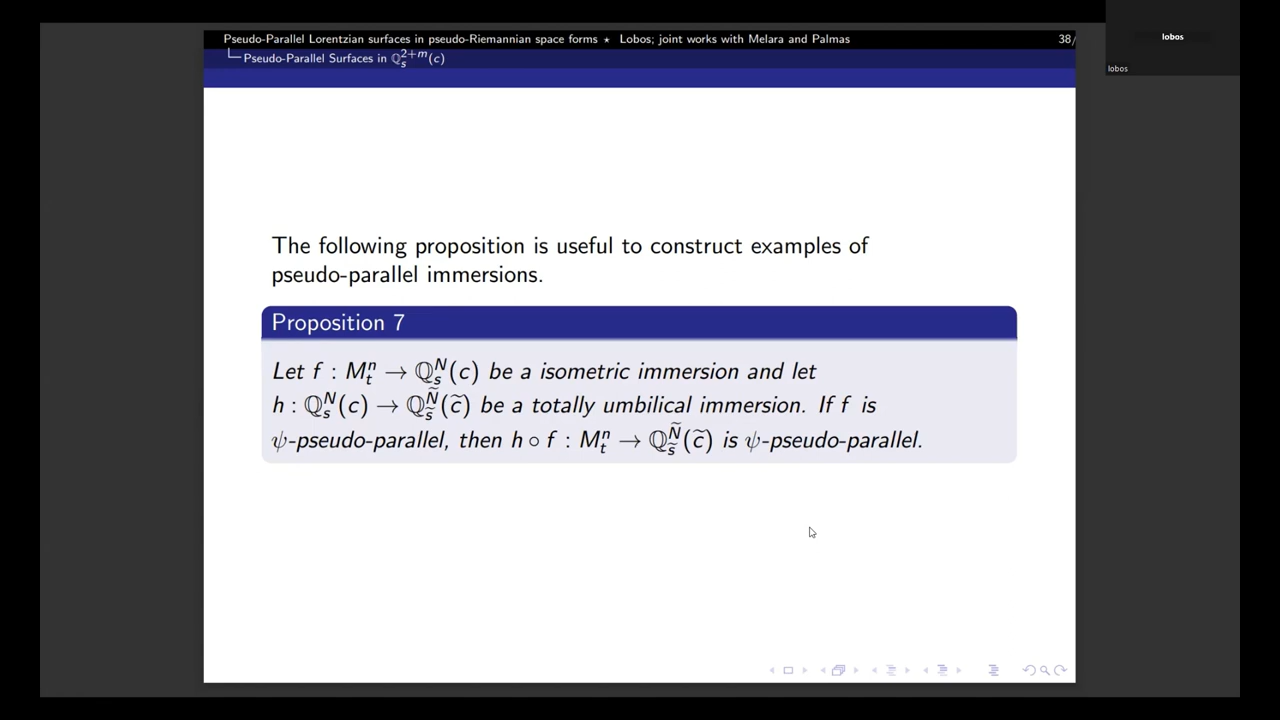 Pseudo-Parallel Lorentzian surfaces in pseudo-Riemannian space forms ⋆ Lobos; joint works with Melara and Palmas 38/
Pseudo-Parallel Surfaces in ℚ_s^{2+m}(c)
lobos
lobos
The following proposition is useful to construct examples of
pseudo-parallel immersions.
Proposition 7
Let f : M_t^n → ℚ_s^N(c) be a isometric immersion and let
h : ℚ_s^N(c) → ℚ_{s̃}^{Ñ}(c̃) be a totally umbilical immersion. If f is
ψ-pseudo-parallel, then h ∘ f : M_t^n → ℚ_{s̃}^{Ñ}(c̃) is ψ-pseudo-parallel.